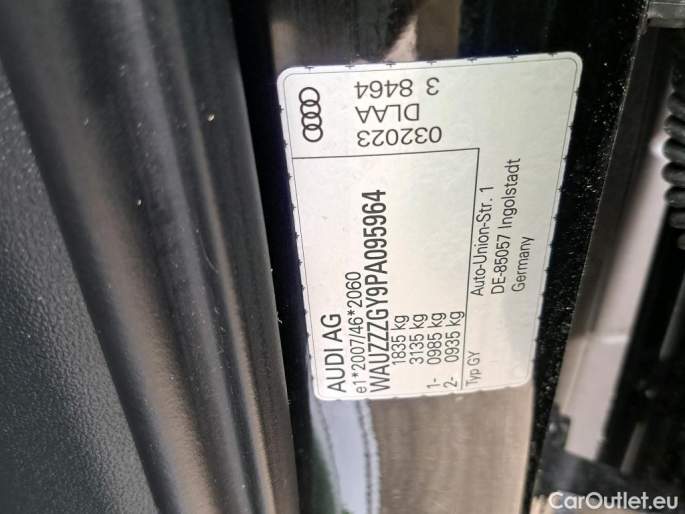 AUDI AG
e1*2007/46*2060
WAUZZZGY9PA095964
1835 kg
3135 kg
1- 0985 kg
2- 0935 kg
Typ GY
Auto-Union-Str. 1
DE-85057 Ingolstadt
Germany
032023
DLAA
3 8464
CarOutlet.eu